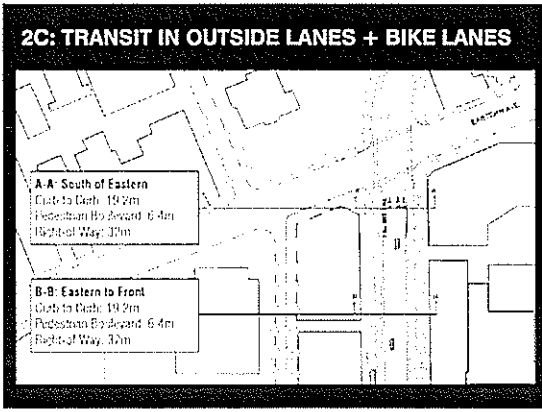 2C: TRANSIT IN OUTSIDE LANES + BIKE LANES
EASTERN AVE
A-A: South of Eastern
Curb to Curb: 19.2m
Pedestrian Boulevard: 6.4m
Right-of Way: 32m
B-B: Eastern to Front
Curb to Curb: 19.2m
Pedestrian Boulevard: 6.4m
Right-of Way: 32m